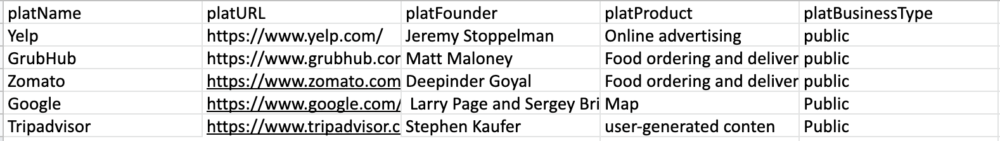 platName platURL platFounder platProduct platBusinessType
Yelp https://www.yelp.com/ Jeremy Stoppelman Online advertising public
GrubHub https://www.grubhub.cor Matt Maloney Food ordering and deliver public
Zomato https://www.zomato.com Deepinder Goyal Food ordering and deliver public
Google https://www.google.com/ Larry Page and Sergey Bri Map Public
Tripadvisor https://www.tripadvisor.c Stephen Kaufer user-generated conten Public